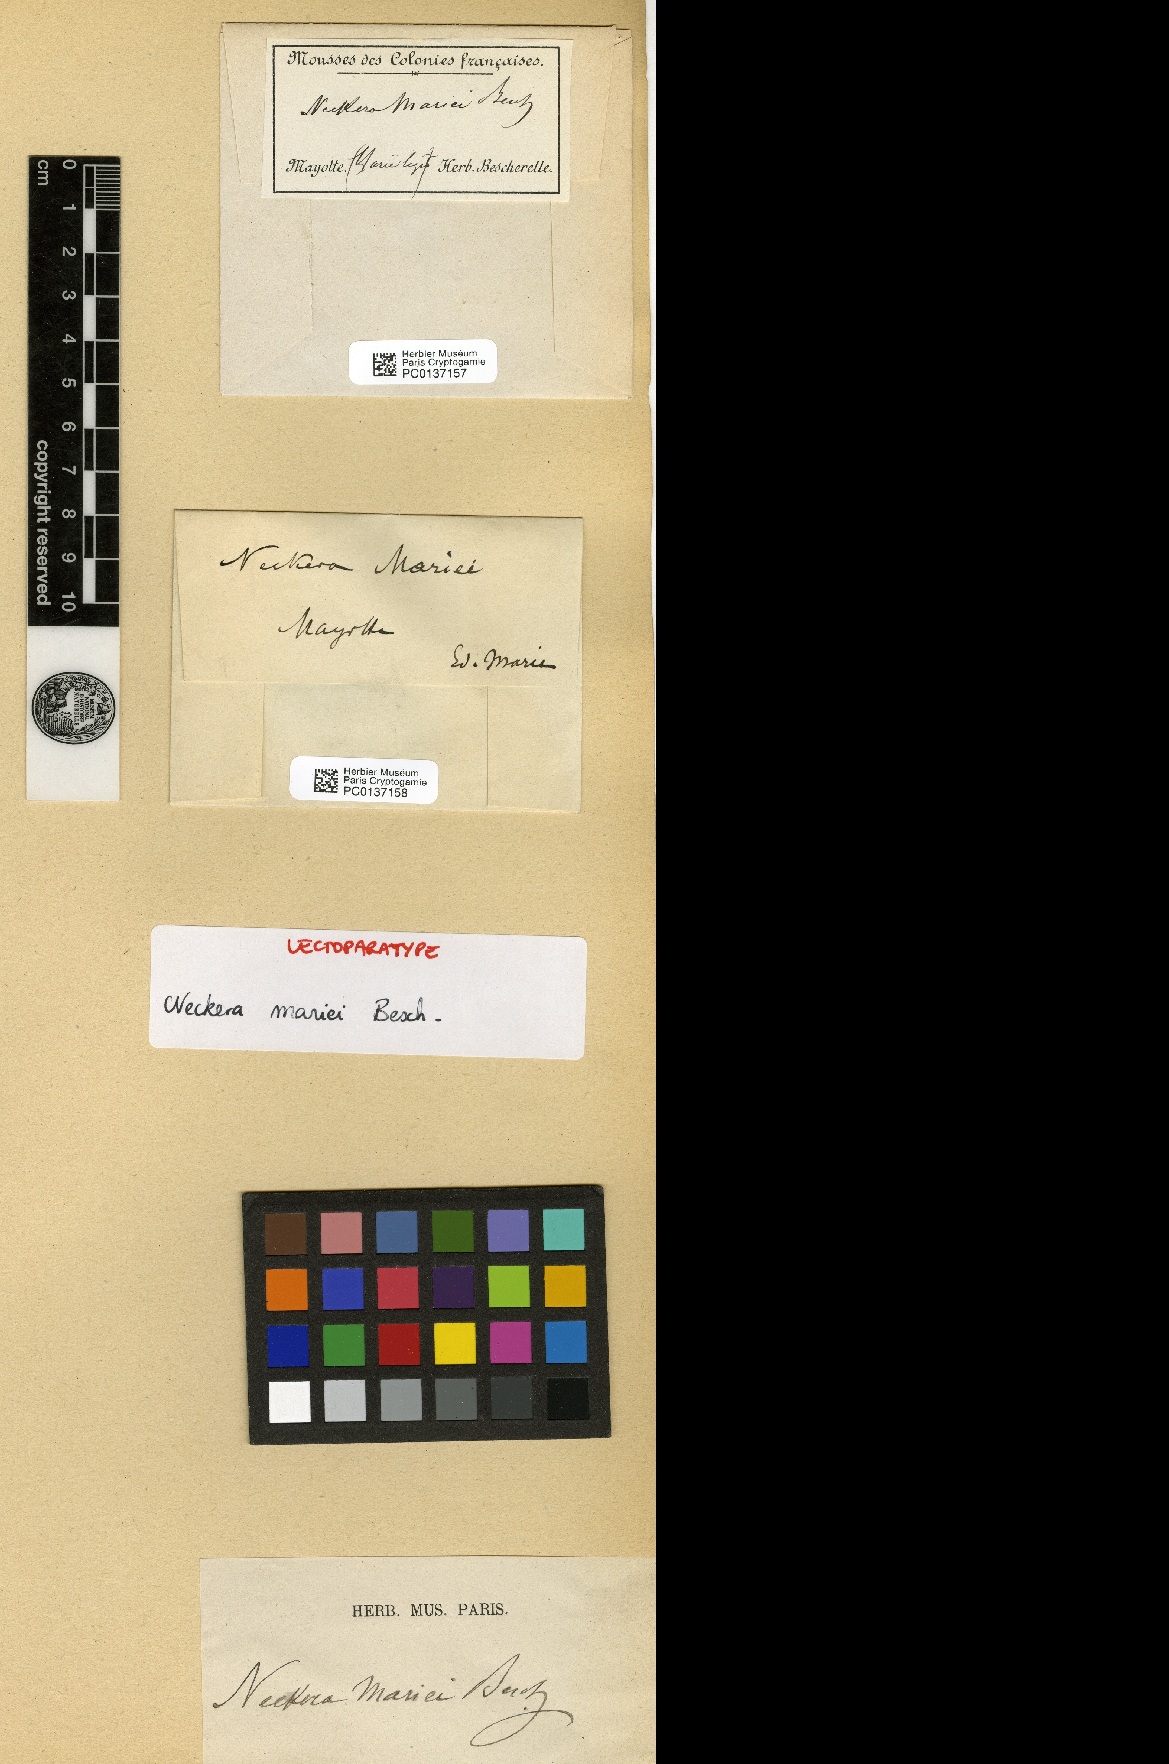 Mousses des Colonies françaises.
Neckera Mariei Besch
Mayotte. (Marie legit) Herb. Bescherelle.
Herbier Muséum
Paris Cryptogamie
PC0137157
cm
0 1 2 3 4 5 6 7 8 9 10
copyright reserved
Neckera Mariei
Mayotte
Ed. Marie
Herbier Muséum
Paris Cryptogamie
PC0137158
LECTOPARATYPE
Neckera mariei Besch-
HERB. MUS. PARIS.
Neckera Mariei Besch